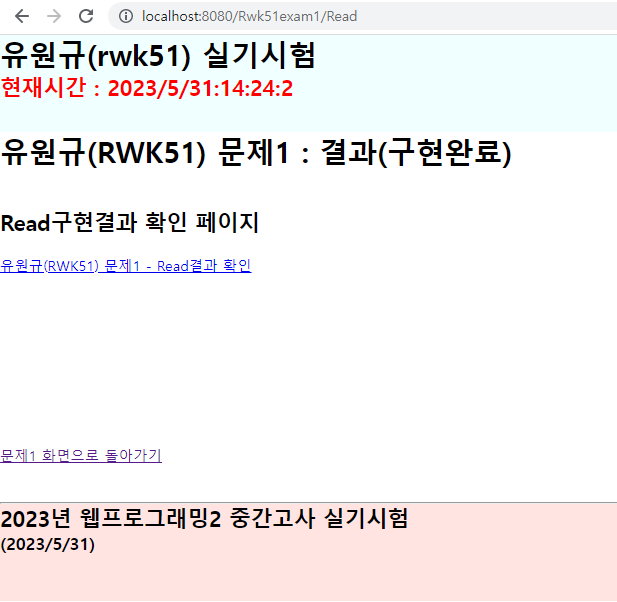 localhost:8080/Rwk51exam1/Read
유원규(rwk51) 실기시험
현재시간 : 2023/5/31:14:24:2
유원규(RWK51) 문제1 : 결과(구현완료)
Read구현결과 확인 페이지
유원규(RWK51) 문제1 - Read결과 확인
문제1 화면으로 돌아가기
2023년 웹프로그래밍2 중간고사 실기시험
(2023/5/31)